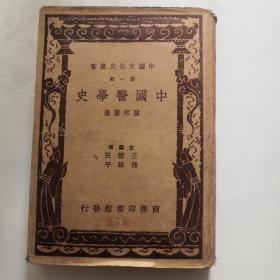 中國文化史叢書
第一輯
中國醫學史
陳邦賢著
主編者
王雲五
傅緯平
商務印書館發行